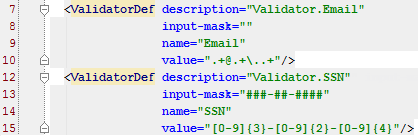 7 <ValidatorDef description="Validator.Email"
8 input-mask=""
9 name="Email"
10 value=".+@.+\..+"/>
12 <ValidatorDef description="Validator.SSN"
13 input-mask="###-##-####"
14 name="SSN"
15 value="[0-9]{3}-[0-9]{2}-[0-9]{4}"/>